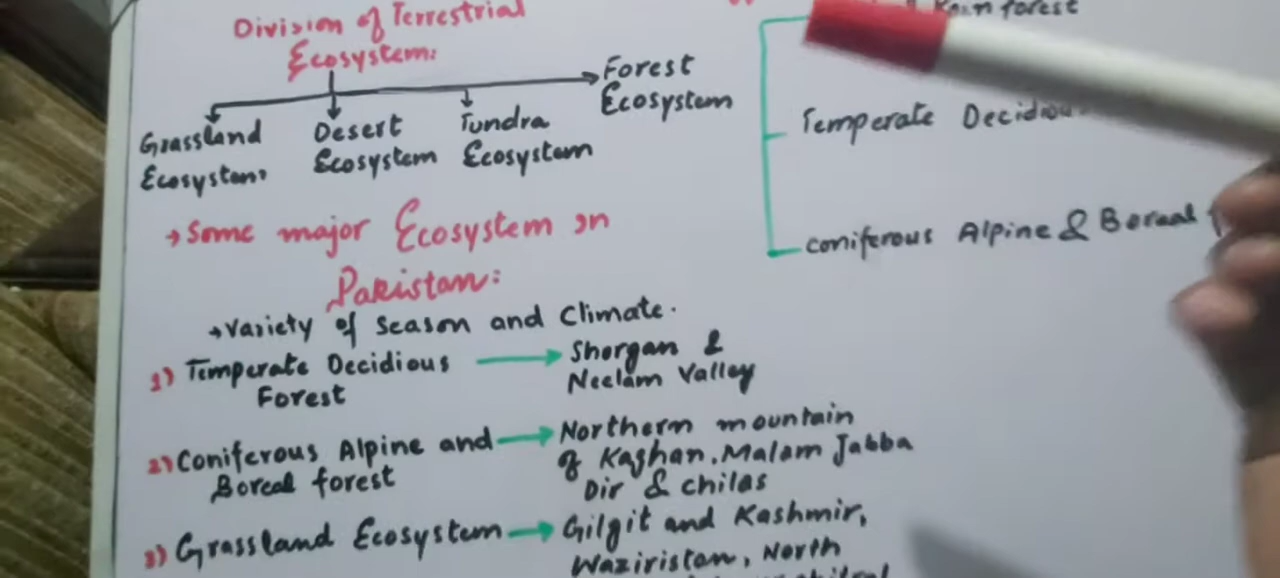 Division of Terrestrial
Ecosystem:
Grassland
Ecosystem
Desert
Ecosystem
Tundra
Ecosystem
Forest
Ecosystem
→ Some major Ecosystem in
Pakistan:
→ Variety of Season and Climate.
1) Temperate Decidious → Shorgan &
Forest Neelam Valley
2) Coniferous Alpine and → Northern mountain
Boreal forest of Kaghan, Malam Jabba
Dir & chilas
3) Grassland Ecosystem → Gilgit and Kashmir,
Waziristan, North
& Rain forest
Temperate
coniferous Alpine & Boreal